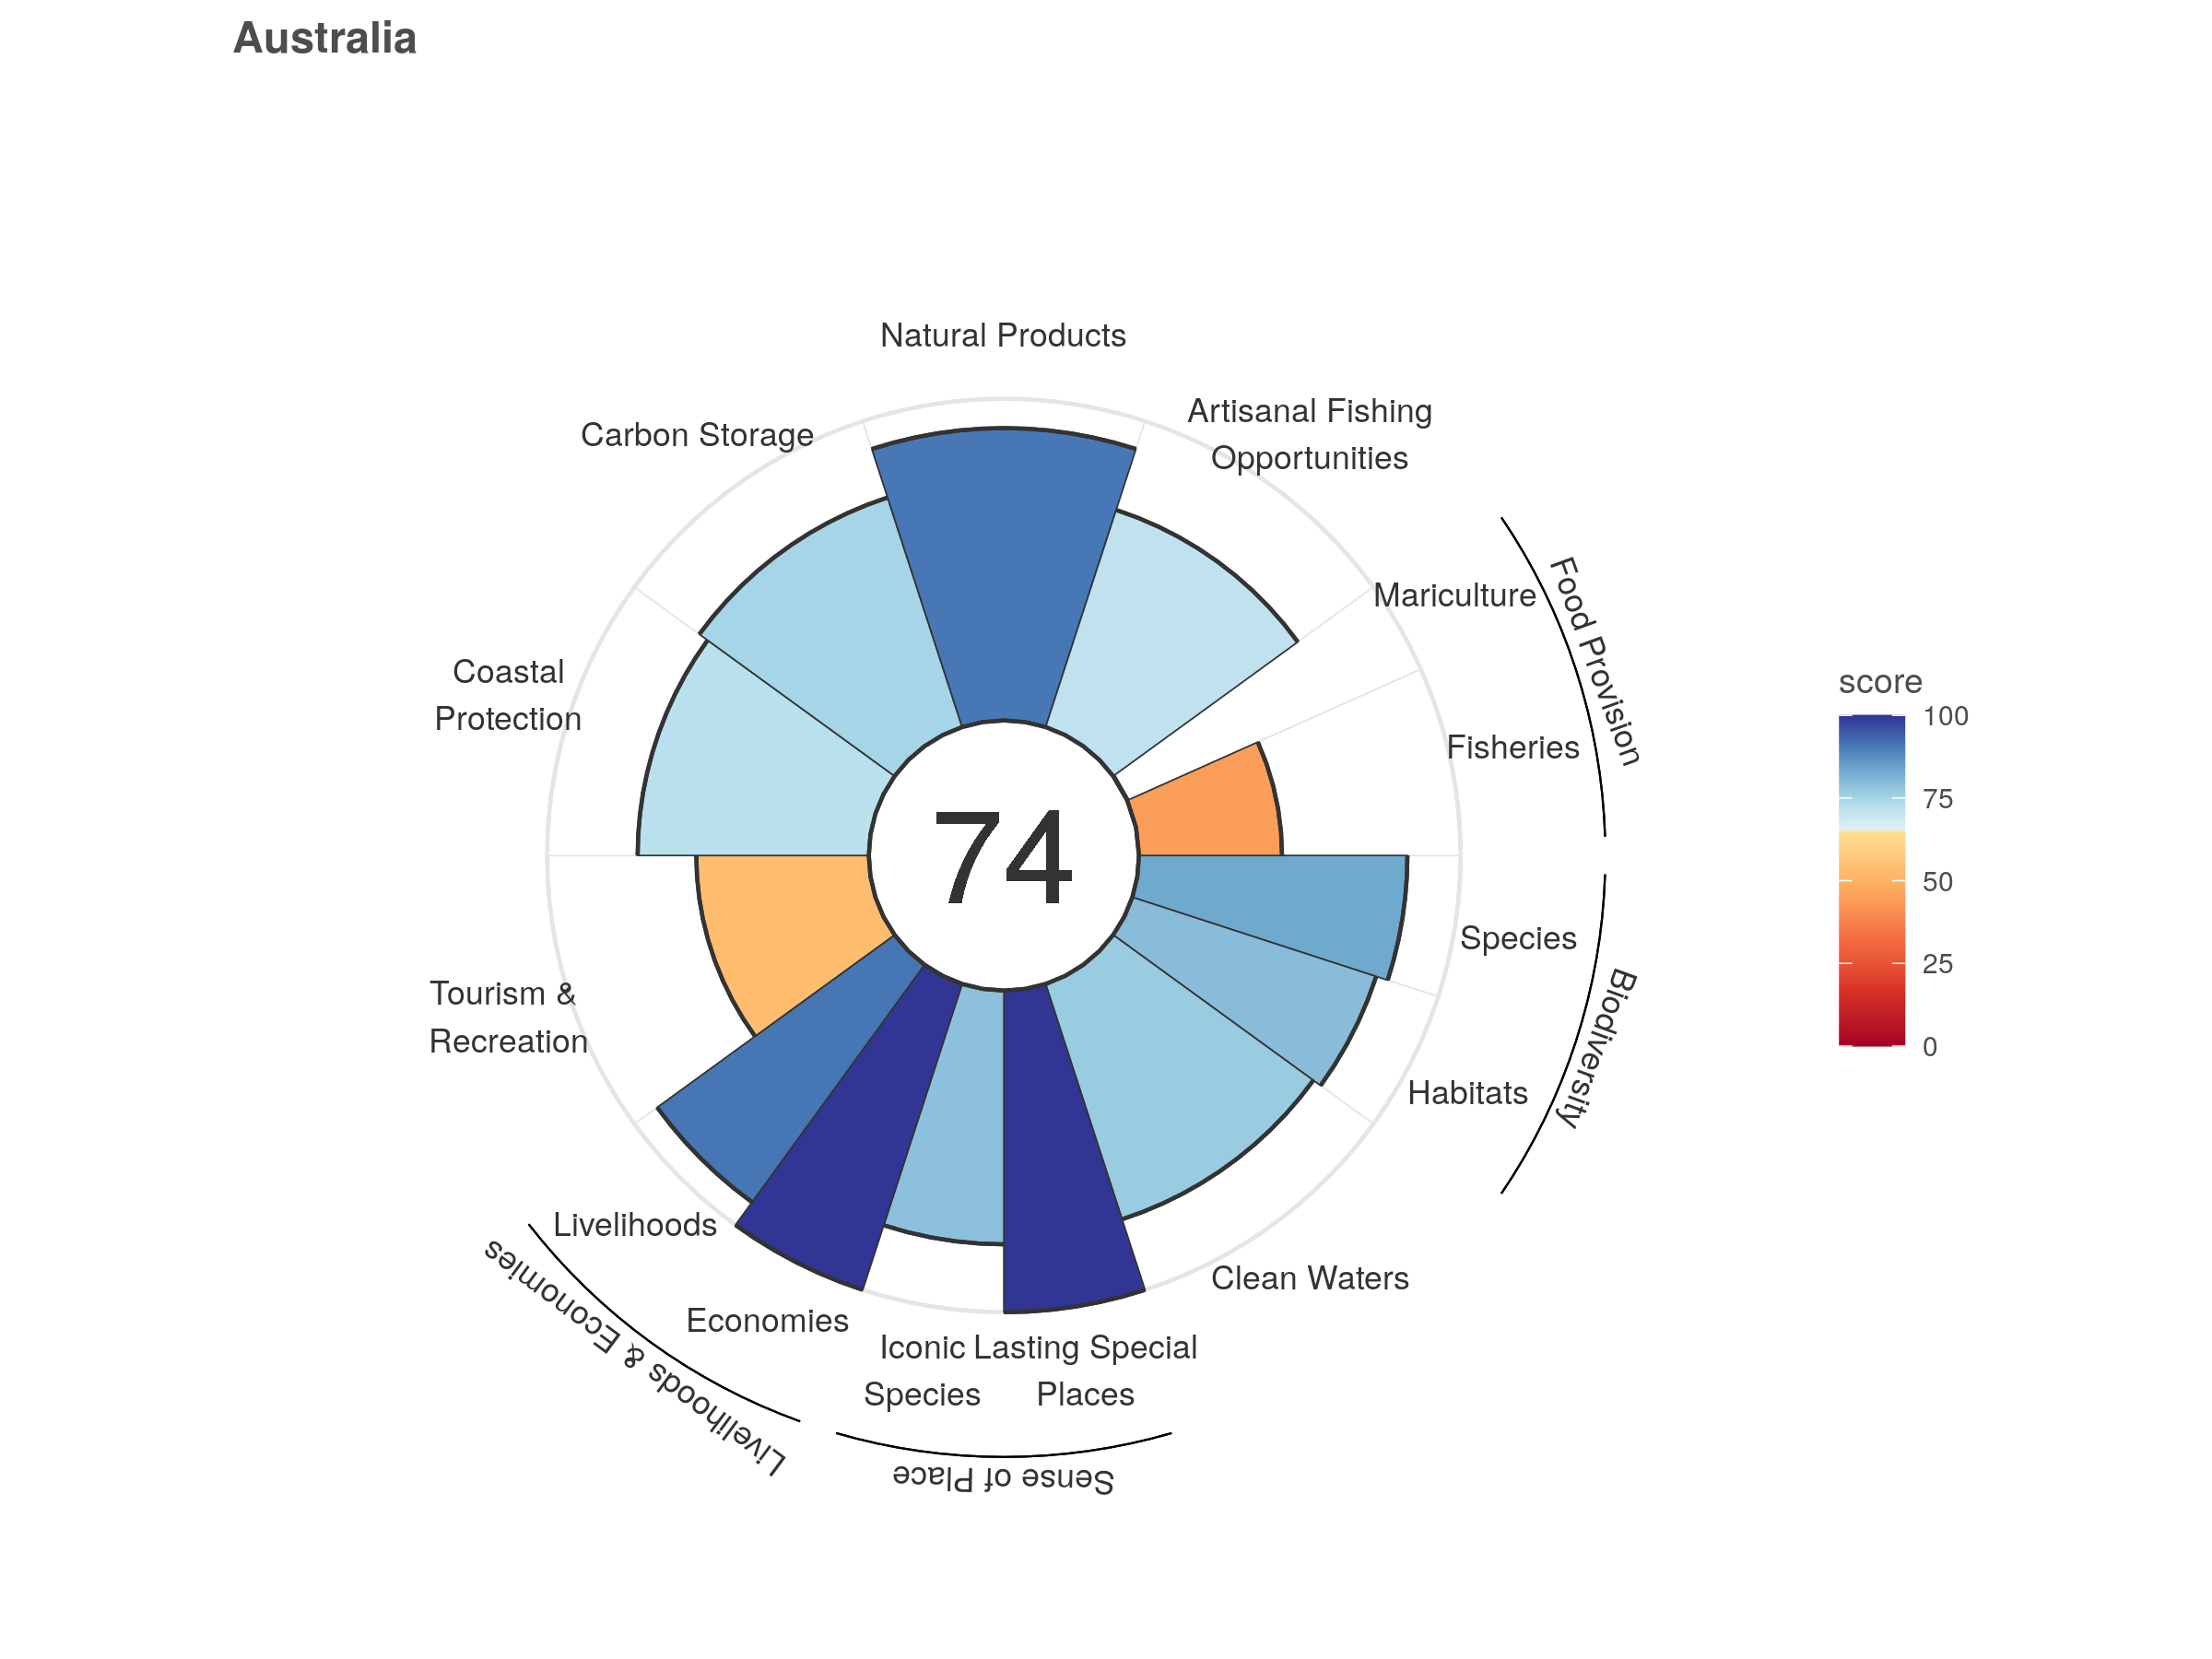 Australia
Natural Products
Artisanal Fishing
Opportunities
Carbon Storage
Mariculture
Food Provision
Coastal
Protection
Fisheries
score
100
75
50
25
0
74
Species
Biodiversity
Tourism &
Recreation
Habitats
Livelihoods
Clean Waters
Economies
Livelihoods & Economies
Iconic
Species
Lasting Special
Places
Sense of Place